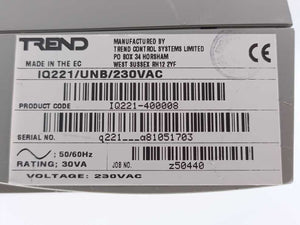 TREND
MANUFACTURED BY
TREND CONTROL SYSTEMS LIMITED
PO BOX 34 HORSHAM
WEST SUSSEX RH12 2YF
MADE IN THE EC
CE
IQ221/UNB/230VAC
PRODUCT CODE IQ221-400008
SERIAL NO. q221___a81051703
~; 50/60Hz
RATING: 30VA
JOB NO. z50440
VOLTAGE: 230VAC